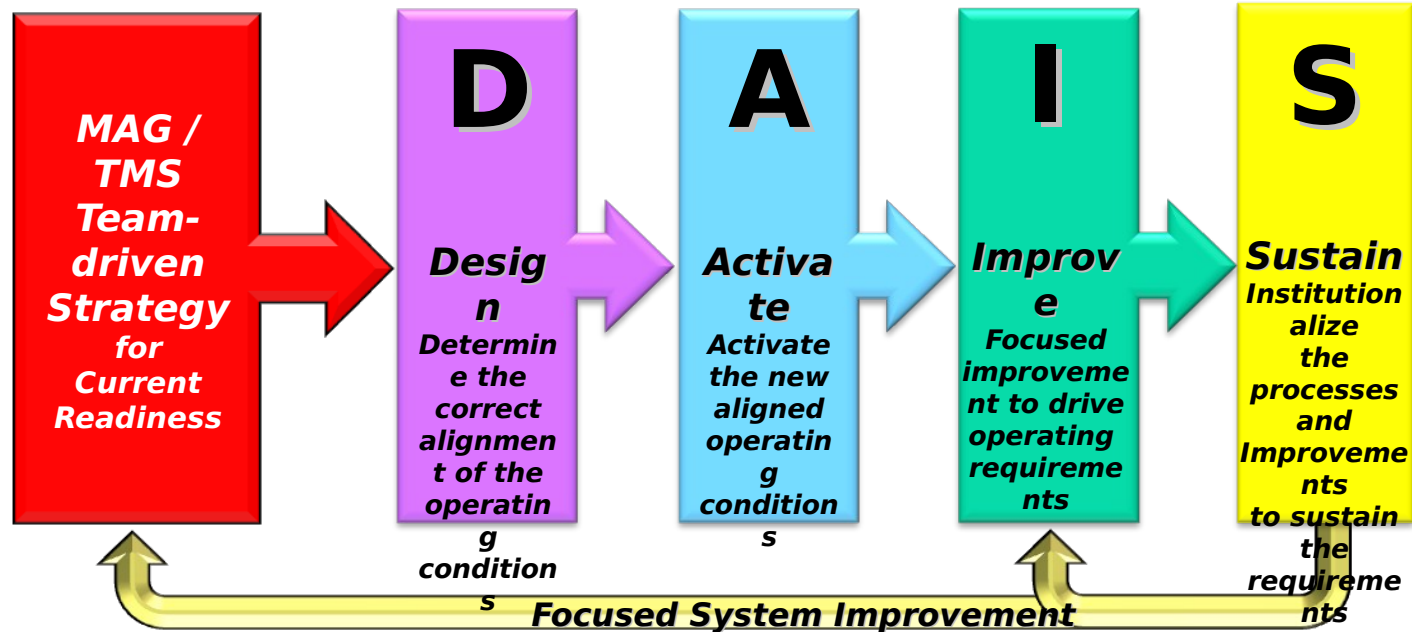 MAG /
TMS
Team-
driven
Strategy
for
Current
Readiness
D
Desig
n
Determin
e the
correct
alignmen
t of the
operatin
g
condition
s
A
Activa
te
Activate
the new
aligned
operatin
g
condition
s
I
Improv
e
Focused
improveme
nt to drive
operating
requireme
nts
S
Sustain
Institution
alize
the
processes
and
Improveme
nts
to sustain
the
requireme
nts
Focused System Improvement